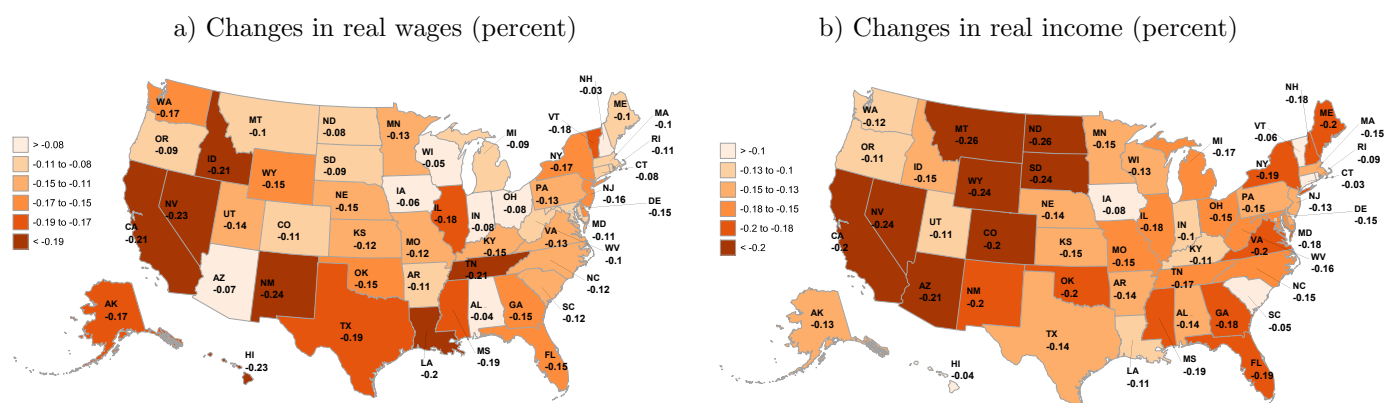 a) Changes in real wages (percent)
> -0.08
-0.11 to -0.08
-0.15 to -0.11
-0.17 to -0.15
-0.19 to -0.17
< -0.19
WA
-0.17
OR
-0.09
ID
-0.21
MT
-0.1
ND
-0.08
SD
-0.09
MN
-0.13
WI
-0.05
MI
-0.09
WY
-0.15
NV
-0.23
CA
-0.21
UT
-0.14
CO
-0.11
NE
-0.15
KS
-0.12
IA
-0.06
IL
-0.18
IN
-0.08
OH
-0.08
MO
-0.12
KY
-0.15
TN
-0.21
AZ
-0.07
NM
-0.24
OK
-0.15
AR
-0.11
TX
-0.19
LA
-0.2
MS
-0.19
AL
-0.04
GA
-0.15
FL
-0.15
SC
-0.12
NC
-0.12
VA
-0.13
WV
-0.1
MD
-0.11
DE
-0.15
NJ
-0.16
PA
-0.13
NY
-0.17
CT
-0.08
RI
-0.11
MA
-0.1
VT
-0.18
NH
-0.03
ME
-0.1
AK
-0.17
HI
-0.23
b) Changes in real income (percent)
> -0.1
-0.13 to -0.1
-0.15 to -0.13
-0.18 to -0.15
-0.2 to -0.18
< -0.2
WA
-0.12
OR
-0.11
ID
-0.15
MT
-0.26
ND
-0.26
SD
-0.24
MN
-0.15
WI
-0.13
MI
-0.17
WY
-0.24
NV
-0.24
CA
-0.2
UT
-0.11
CO
-0.2
NE
-0.14
KS
-0.15
IA
-0.08
IL
-0.18
IN
-0.1
OH
-0.15
MO
-0.15
KY
-0.11
TN
-0.17
AZ
-0.21
NM
-0.2
OK
-0.2
AR
-0.14
TX
-0.14
LA
-0.11
MS
-0.19
AL
-0.14
GA
-0.18
FL
-0.19
SC
-0.05
NC
-0.15
VA
-0.2
WV
-0.16
MD
-0.18
DE
-0.15
NJ
-0.13
PA
-0.15
NY
-0.19
CT
-0.03
RI
-0.09
MA
-0.15
VT
-0.06
NH
-0.18
ME
-0.2
AK
-0.13
HI
-0.04